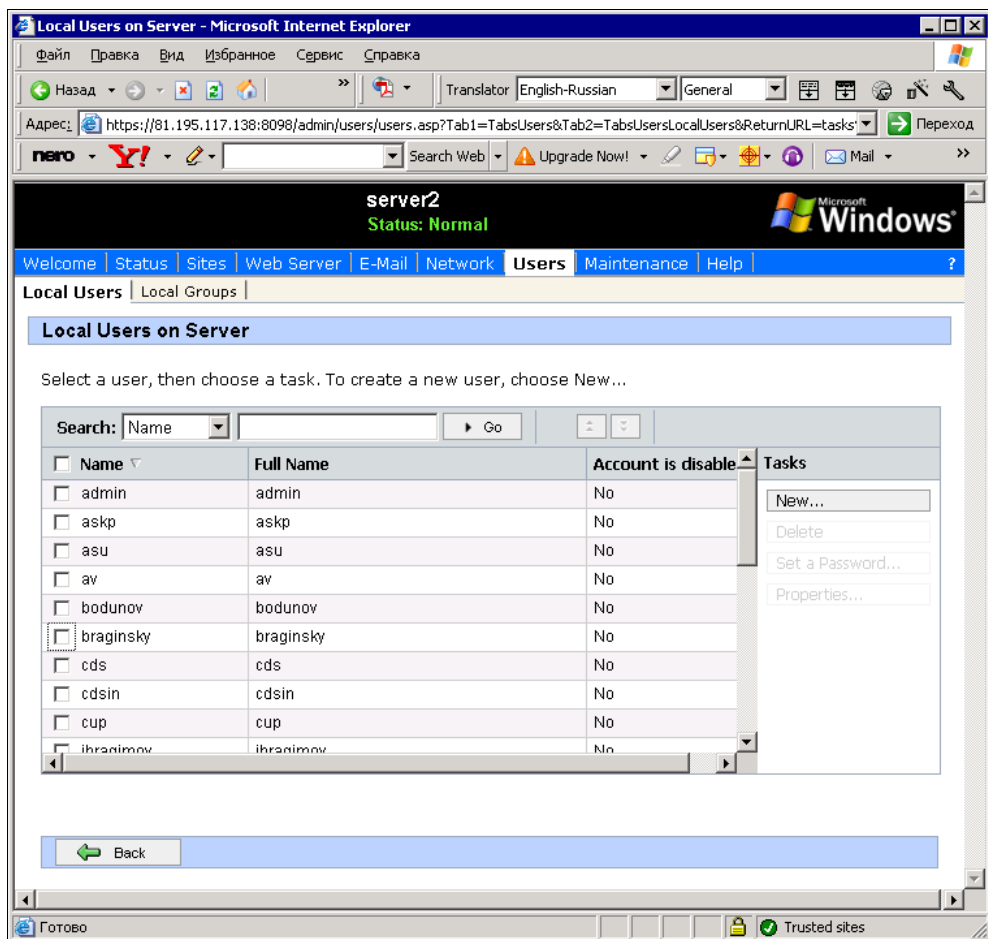 Local Users on Server - Microsoft Internet Explorer
Файл Правка Вид Избранное Сервис Справка
Назад » Translator English-Russian General
Адрес: https://81.195.117.138:8098/admin/users/users.asp?Tab1=TabsUsers&Tab2=TabsUsersLocalUsers&ReturnURL=tasks Переход
nero Y! Search Web Upgrade Now! Mail »
server2
Status: Normal
Microsoft Windows
Welcome Status Sites Web Server E-Mail Network Users Maintenance Help ?
Local Users Local Groups
Local Users on Server
Select a user, then choose a task. To create a new user, choose New...
Search: Name Go
Name Full Name Account is disable Tasks
admin admin No New...
askp askp No Delete
asu asu No Set a Password...
av av No Properties...
bodunov bodunov No
braginsky braginsky No
cds cds No
cdsin cdsin No
cup cup No
ibragimov ibragimov No
Back
Готово Trusted sites